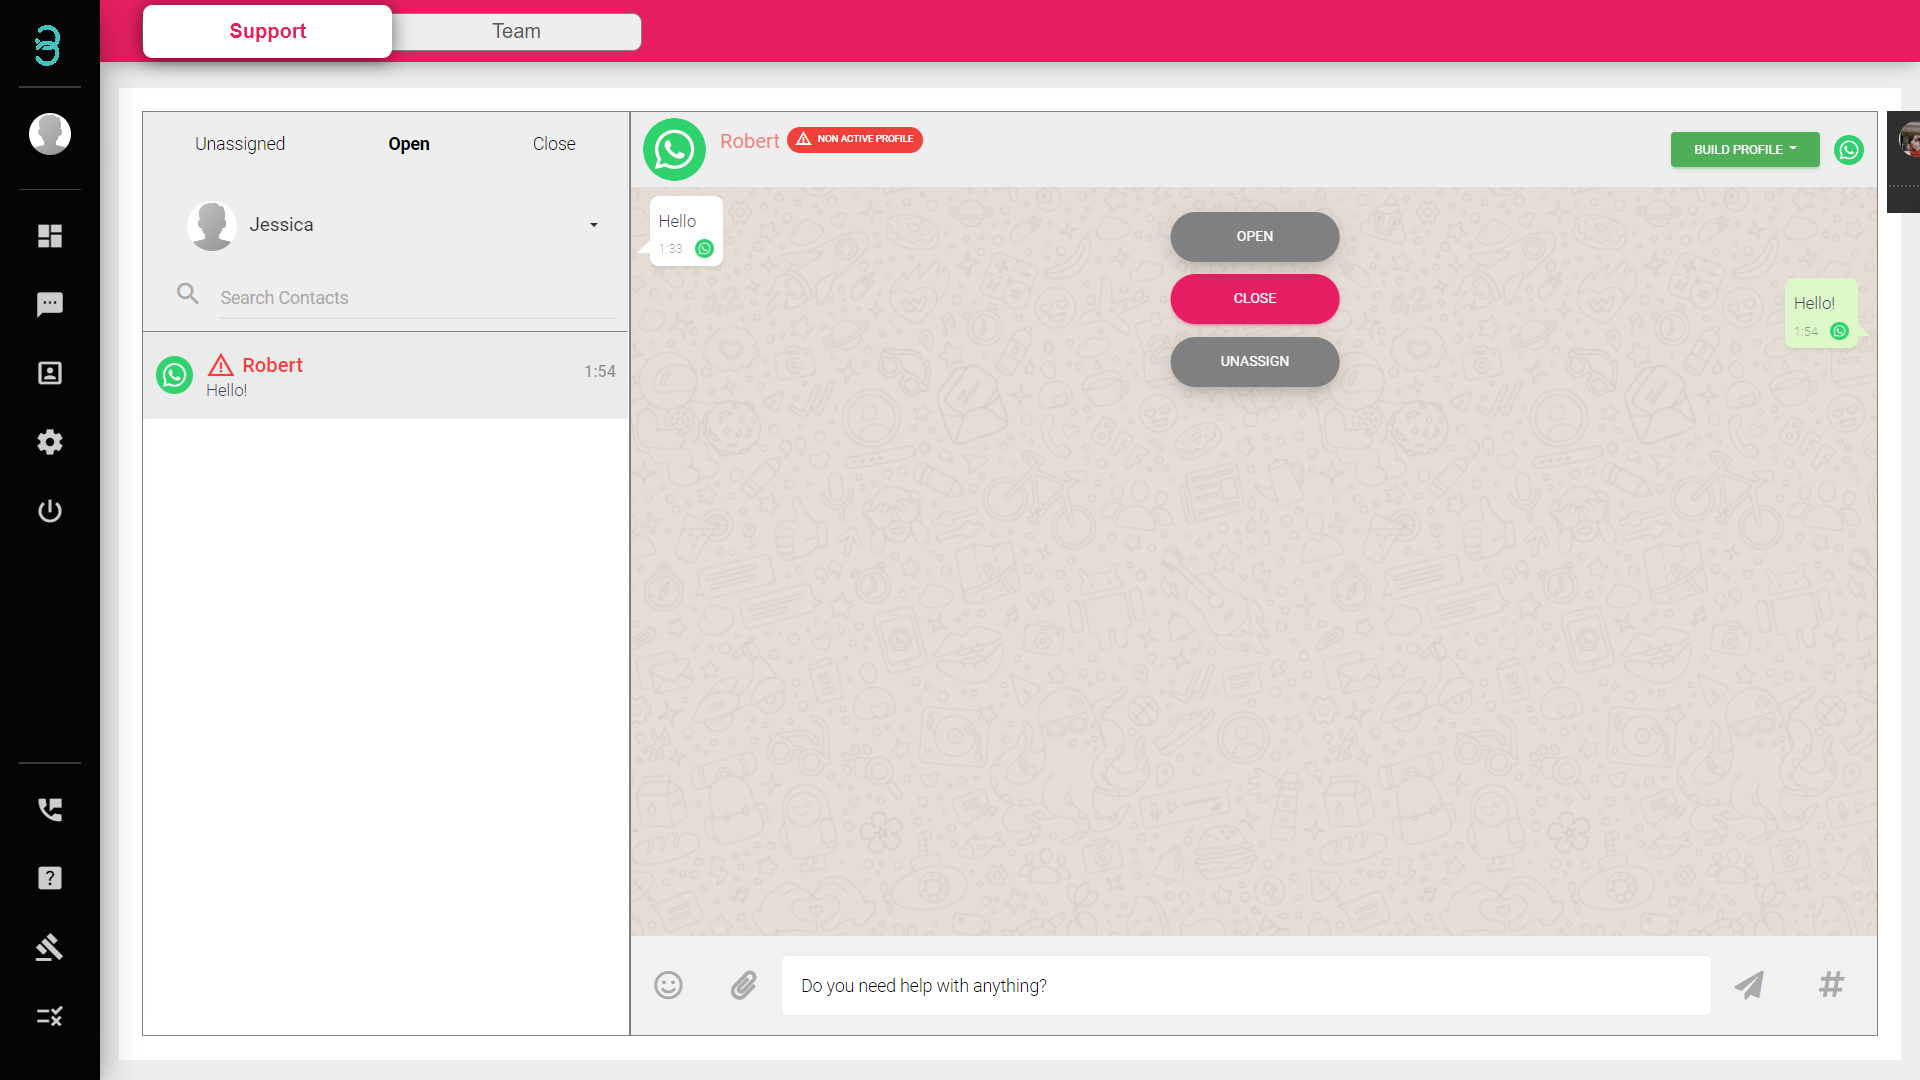 Support
Team
Unassigned
Open
Close
Jessica
Search Contacts
Robert
1:54
Hello!
Robert
NON ACTIVE PROFILE
BUILD PROFILE
Hello
1:33
OPEN
CLOSE
UNASSIGN
Hello!
1:54
Do you need help with anything?
#